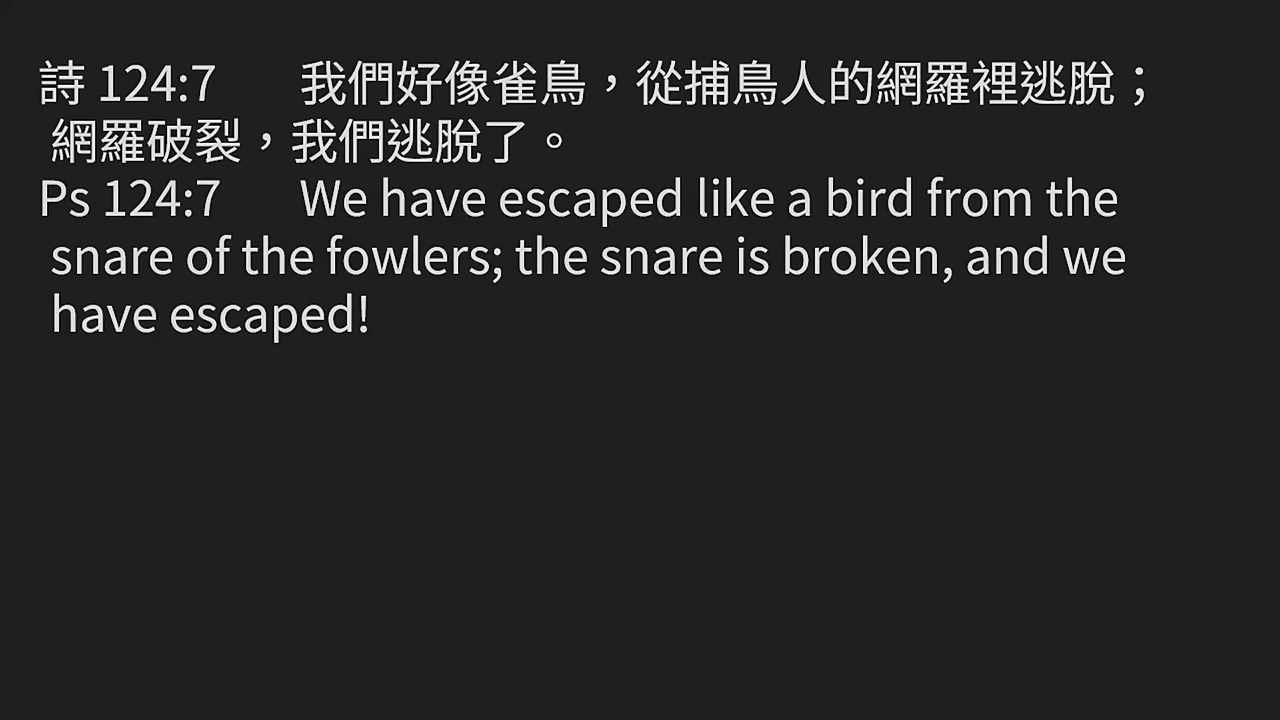 詩 124:7 我們好像雀鳥，從捕鳥人的網羅裡逃脫；
網羅破裂，我們逃脫了。
Ps 124:7 We have escaped like a bird from the
snare of the fowlers; the snare is broken, and we
have escaped!